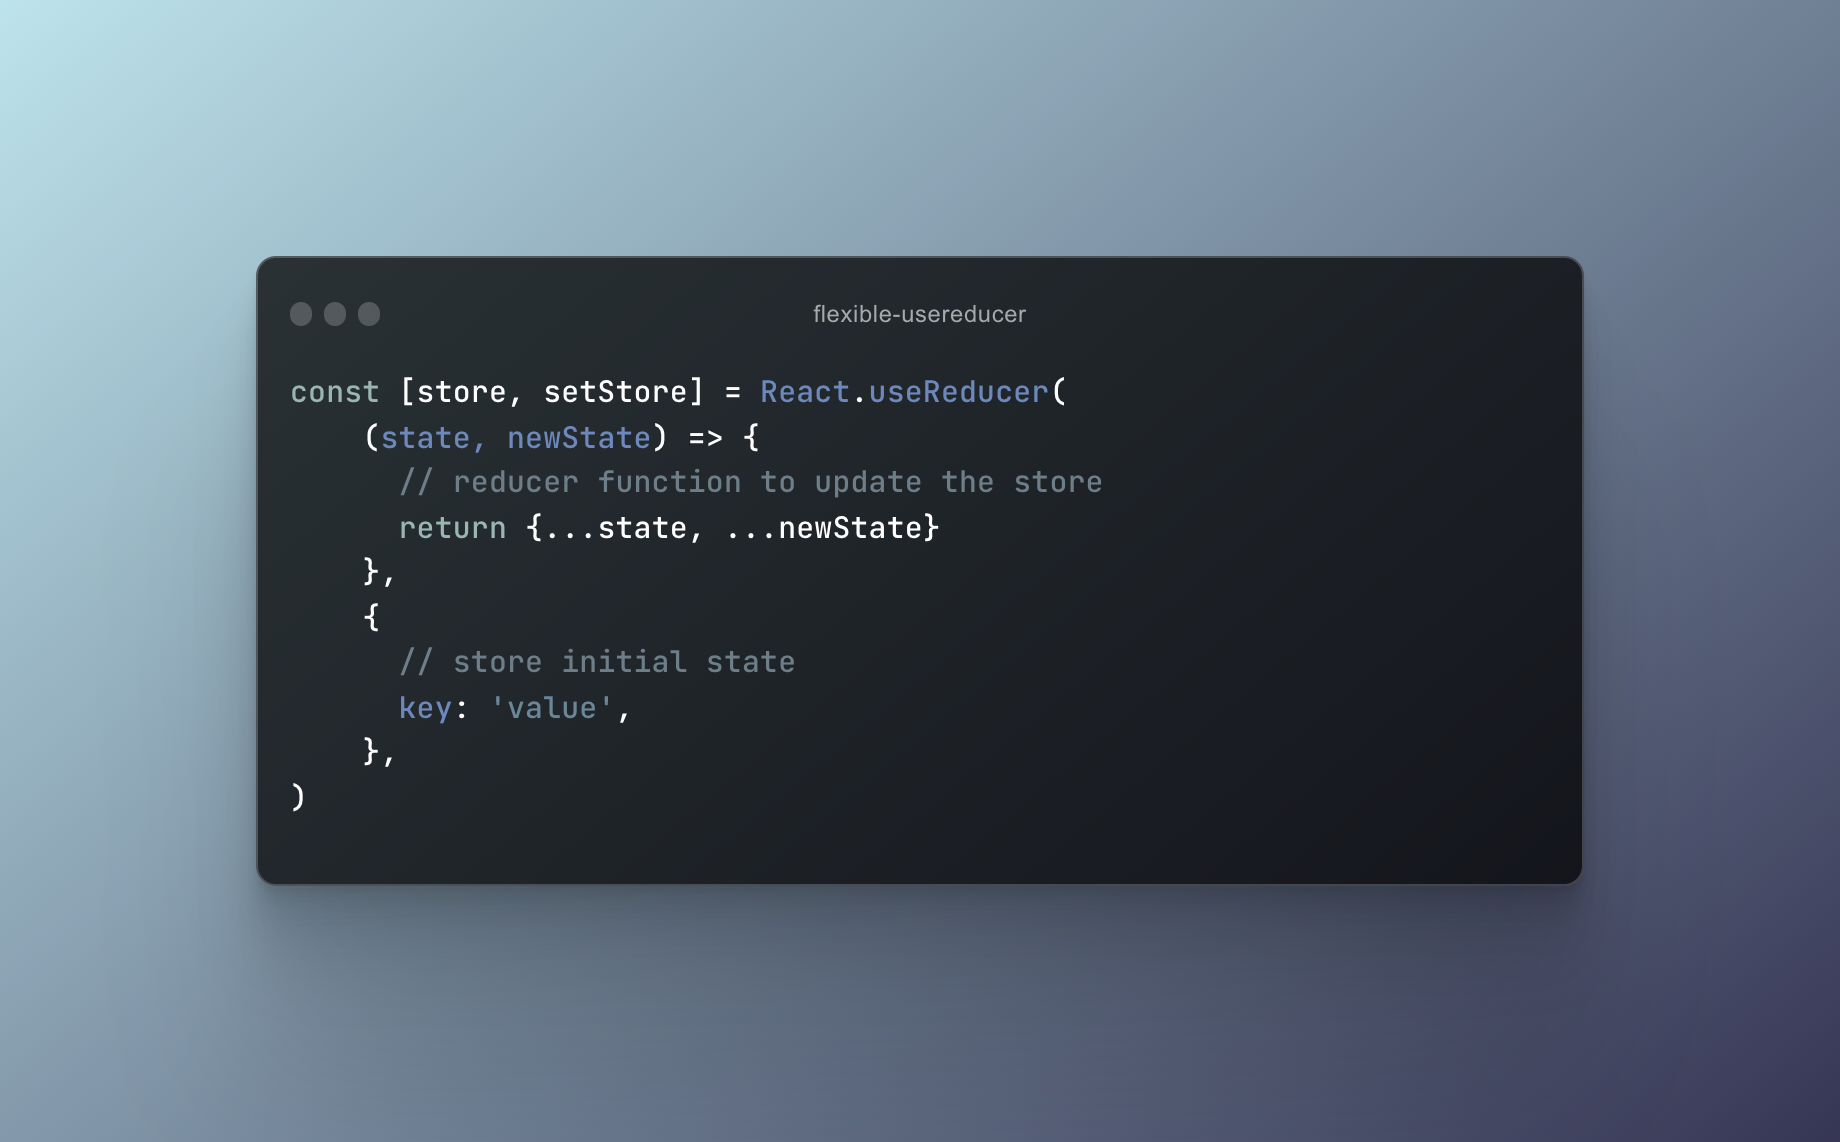 flexible-usereducer
const [store, setStore] = React.useReducer(
    (state, newState) => {
      // reducer function to update the store
      return {...state, ...newState}
    },
    {
      // store initial state
      key: 'value',
    },
)